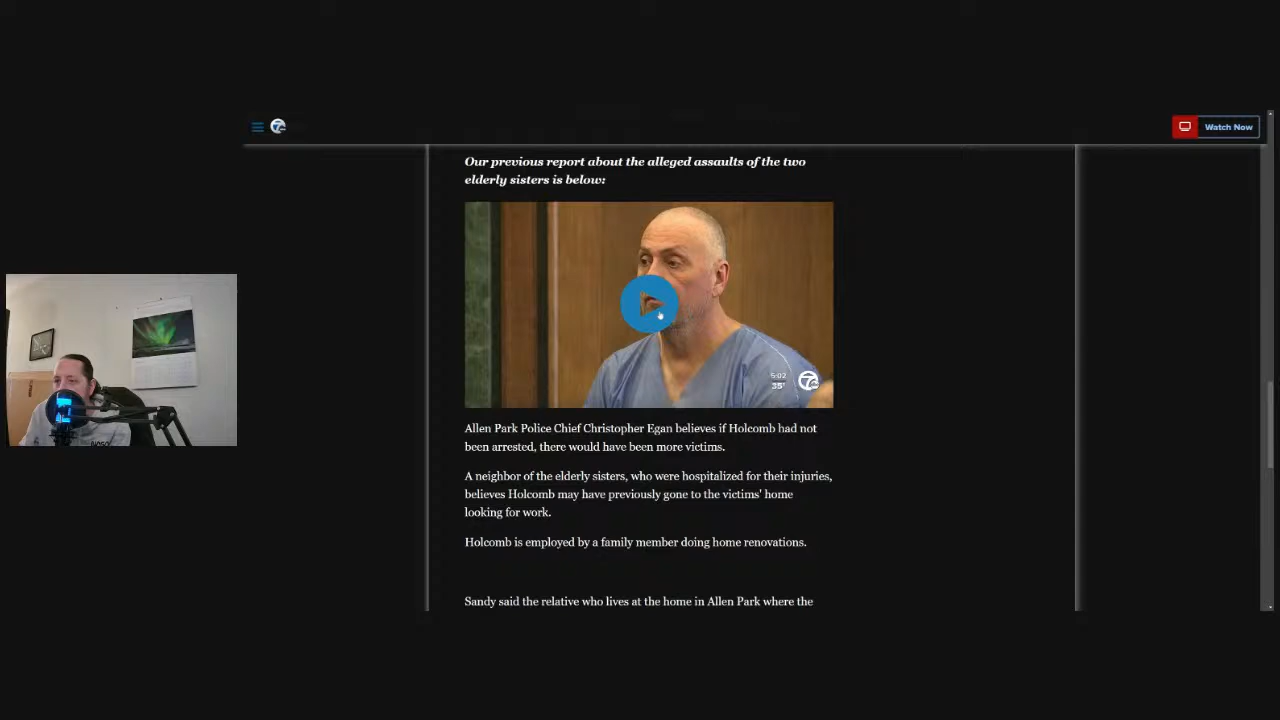 Watch Now
Our previous report about the alleged assaults of the two
elderly sisters is below:
5:02
35°
7
Allen Park Police Chief Christopher Egan believes if Holcomb had not
been arrested, there would have been more victims.
A neighbor of the elderly sisters, who were hospitalized for their injuries,
believes Holcomb may have previously gone to the victims' home
looking for work.
Holcomb is employed by a family member doing home renovations.
Sandy said the relative who lives at the home in Allen Park where the